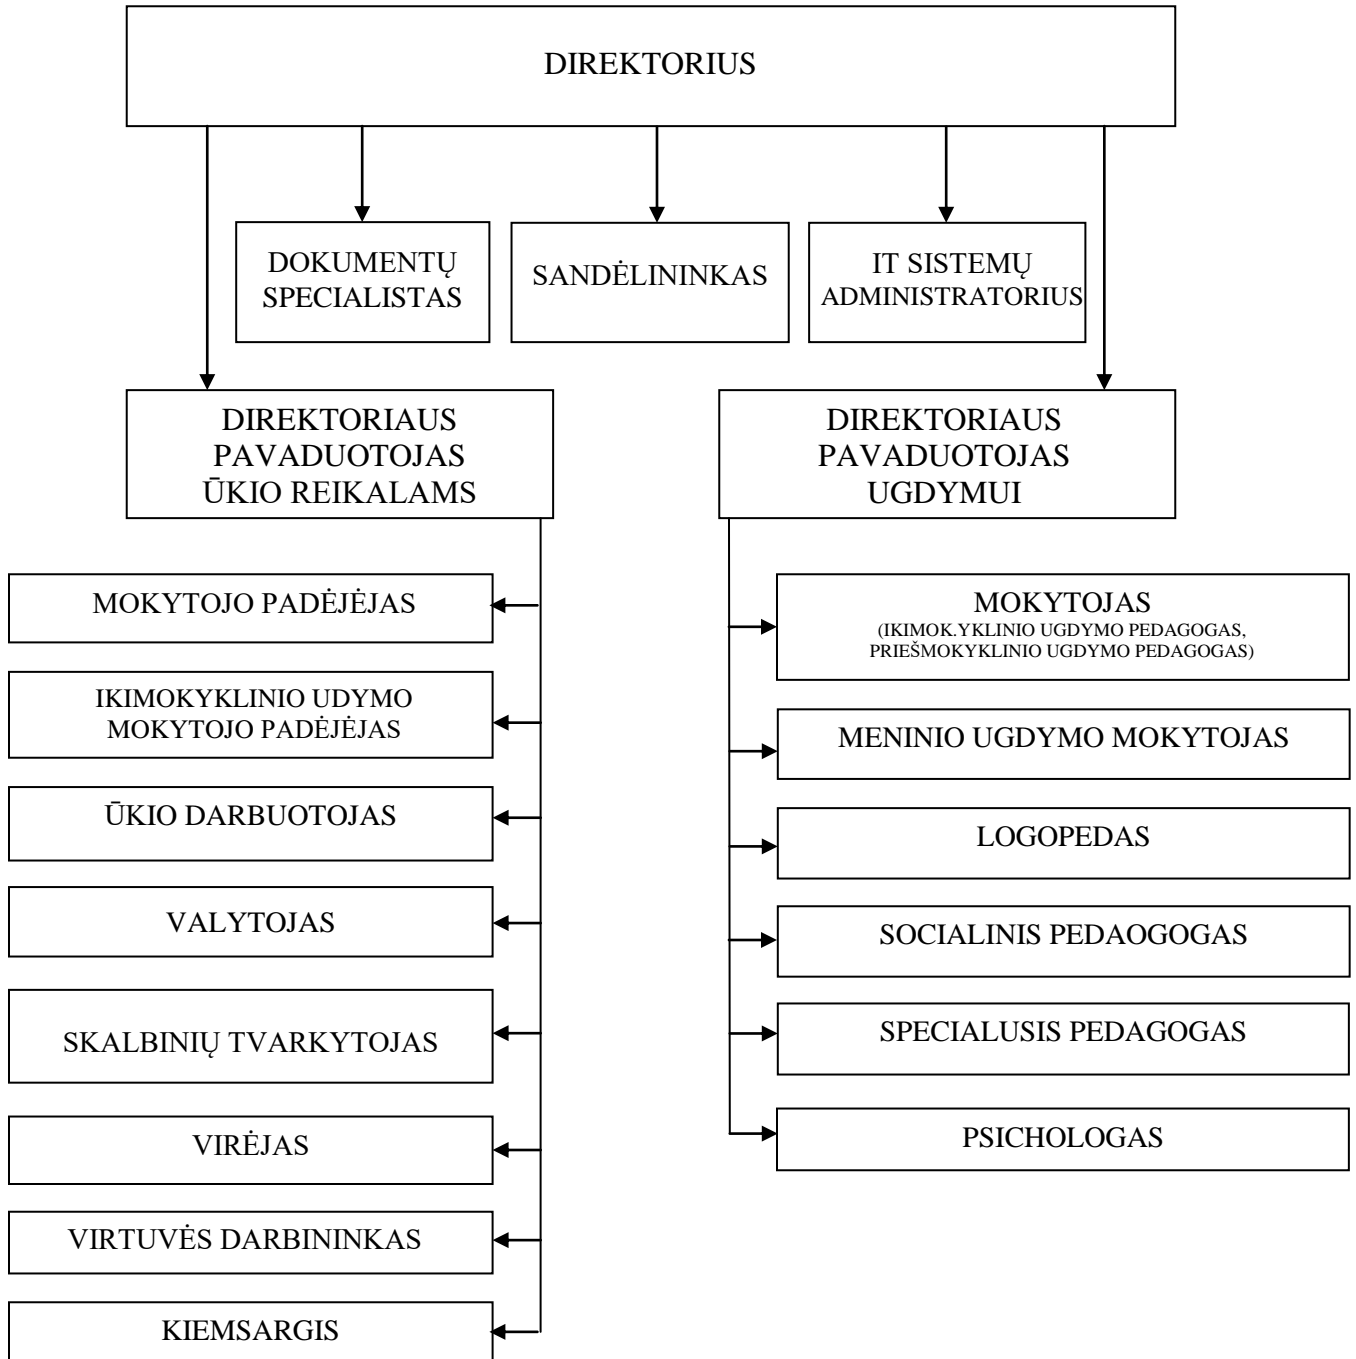 DIREKTORIUS
DOKUMENTŲ
SPECIALISTAS
SANDĖLININKAS
IT SISTEMŲ
ADMINISTRATORIUS
DIREKTORIAUS
PAVADUOTOJAS
ŪKIO REIKALAMS
DIREKTORIAUS
PAVADUOTOJAS
UGDYMUI
MOKYTOJO PADĖJĖJAS
IKIMOKYKLINIO UDYMO
MOKYTOJO PADĖJĖJAS
ŪKIO DARBUOTOJAS
VALYTOJAS
SKALBINIŲ TVARKYTOJAS
VIRĖJAS
VIRTUVĖS DARBININKAS
KIEMSARGIS
MOKYTOJAS
(IKIMOK.YKLINIO UGDYMO PEDAGOGAS,
PRIEŠMOKYKLINIO UGDYMO PEDAGOGAS)
MENINIO UGDYMO MOKYTOJAS
LOGOPEDAS
SOCIALINIS PEDAOGOGAS
SPECIALUSIS PEDAGOGAS
PSICHOLOGAS